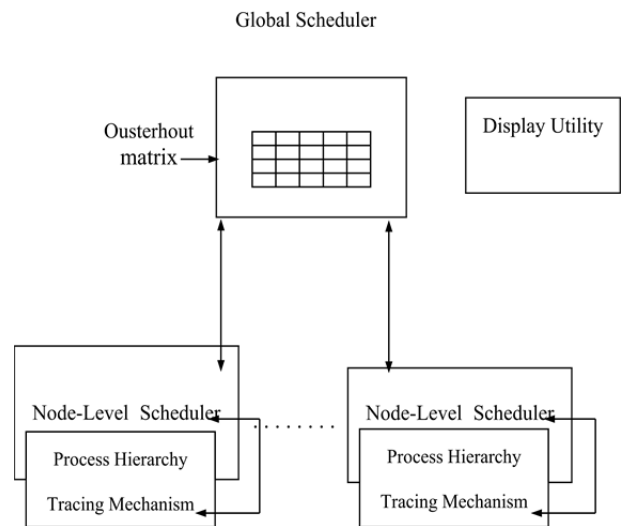 Global Scheduler
Ousterhout
matrix
Display Utility
Node-Level Scheduler
Process Hierarchy
Tracing Mechanism
Node-Level Scheduler
Process Hierarchy
Tracing Mechanism